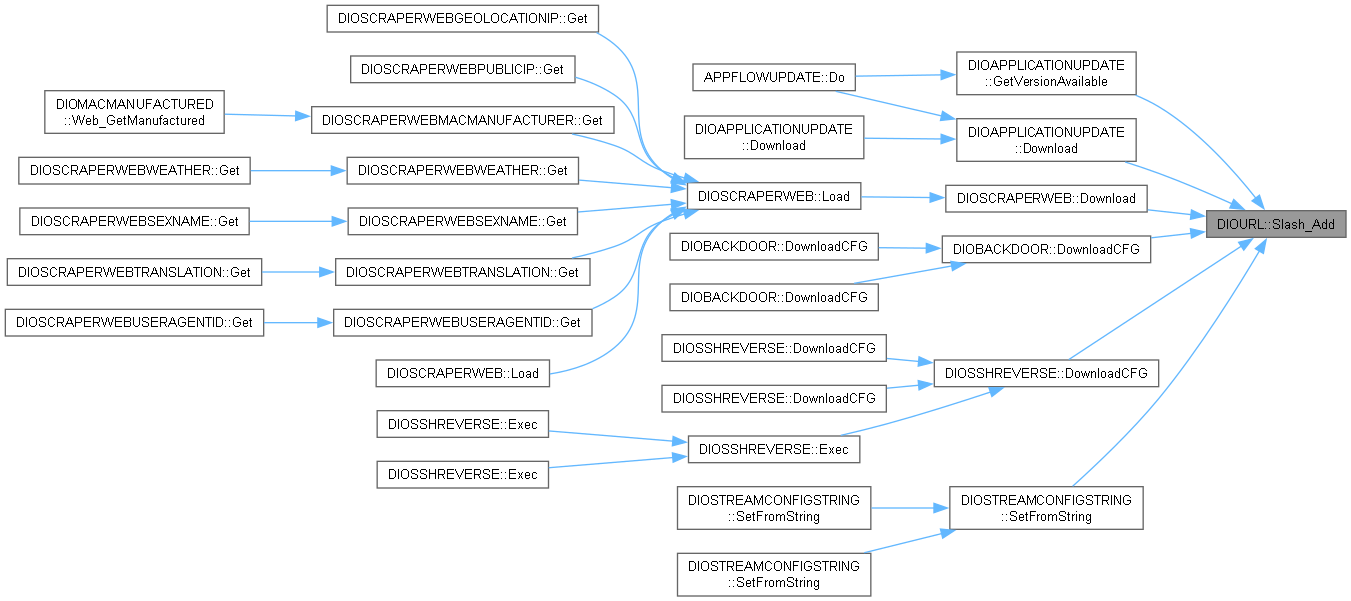 DIOSCRAPERWEBGEOLOCATIONIP::Get
DIOSCRAPERWEBPUBLICIP::Get
DIOMACMANUFACTURED
::Web_GetManufactured
DIOSCRAPERWEBMACMANUFACTURER::Get
DIOSCRAPERWEBWEATHER::Get
DIOSCRAPERWEBWEATHER::Get
DIOSCRAPERWEBSEXNAME::Get
DIOSCRAPERWEBSEXNAME::Get
DIOSCRAPERWEBTRANSLATION::Get
DIOSCRAPERWEBTRANSLATION::Get
DIOSCRAPERWEBUSERAGENTID::Get
DIOSCRAPERWEBUSERAGENTID::Get
DIOSCRAPERWEB::Load
DIOSSHREVERSE::Exec
DIOSSHREVERSE::Exec
APPFLOWUPDATE::Do
DIOAPPLICATIONUPDATE
::Download
DIOSCRAPERWEB::Load
DIOBACKDOOR::DownloadCFG
DIOBACKDOOR::DownloadCFG
DIOSSHREVERSE::DownloadCFG
DIOSSHREVERSE::DownloadCFG
DIOSSHREVERSE::Exec
DIOSTREAMCONFIGSTRING
::SetFromString
DIOSTREAMCONFIGSTRING
::SetFromString
DIOAPPLICATIONUPDATE
::GetVersionAvailable
DIOAPPLICATIONUPDATE
::Download
DIOSCRAPERWEB::Download
DIOBACKDOOR::DownloadCFG
DIOSSHREVERSE::DownloadCFG
DIOSTREAMCONFIGSTRING
::SetFromString
DIOURL::Slash_Add